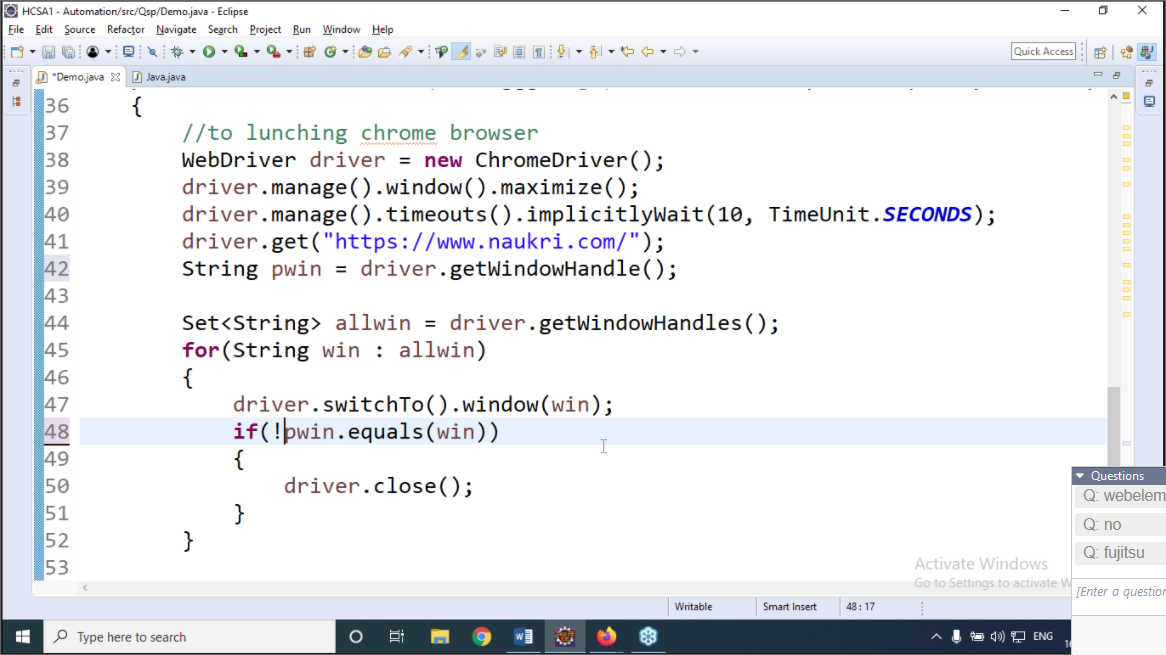 HCSA1 - Automation/src/Qsp/Demo.java - Eclipse
File Edit Source Refactor Navigate Search Project Run Window Help
Quick Access
*Demo.java Java.java
36 {
37 //to lunching chrome browser
38 WebDriver driver = new ChromeDriver();
39 driver.manage().window().maximize();
40 driver.manage().timeouts().implicitlyWait(10, TimeUnit.SECONDS);
41 driver.get("https://www.naukri.com/");
42 String pwin = driver.getWindowHandle();
43
44 Set<String> allwin = driver.getWindowHandles();
45 for(String win : allwin)
46 {
47 driver.switchTo().window(win);
48 if(!pwin.equals(win))
49 {
50 driver.close();
51 }
52 }
53
Questions
Q: webelem
Q: no
Q: fujitsu
[Enter a question
Activate Windows
Go to Settings to activate W
Writable Smart Insert 48 : 17
Type here to search
ENG